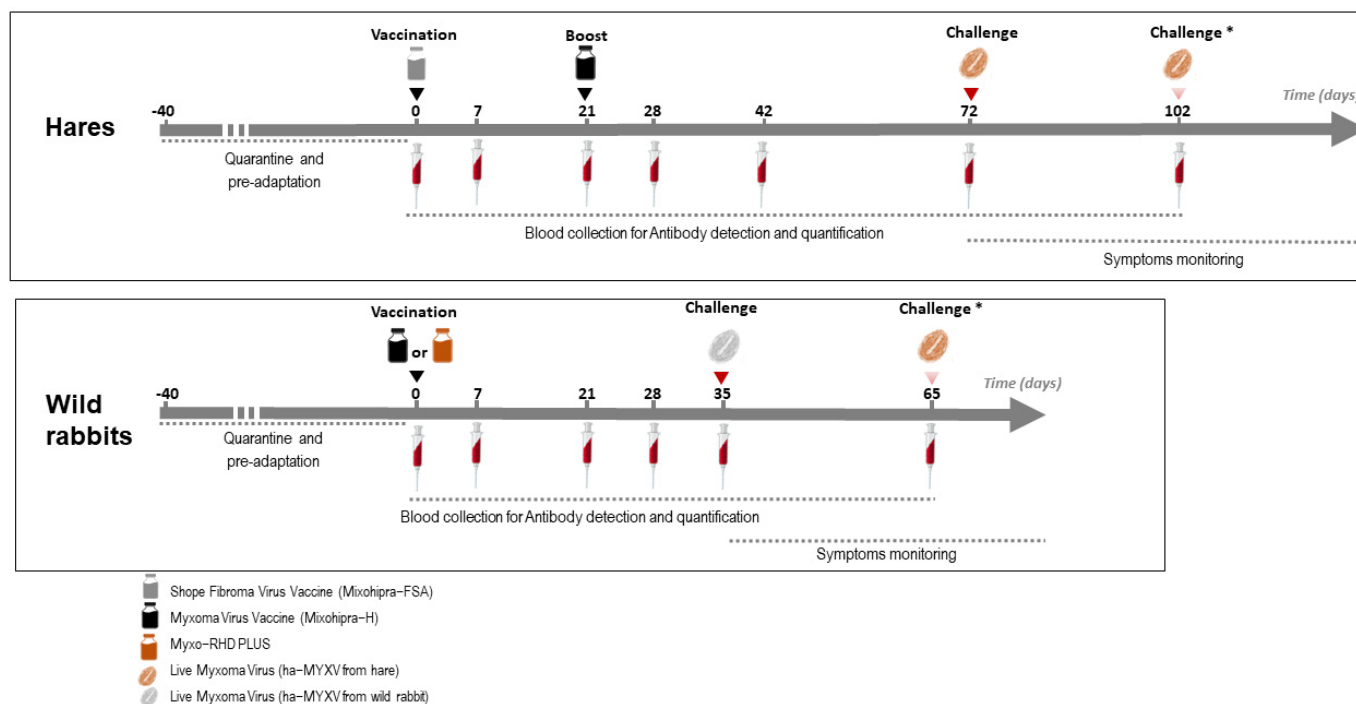 Vaccination Boost Challenge Challenge *
-40 0 7 21 28 42 72 102 Time (days)
Hares
Quarantine and
pre-adaptation
Blood collection for Antibody detection and quantification
Symptoms monitoring
Vaccination Challenge Challenge *
or
-40 0 7 21 28 35 65 Time (days)
Wild
rabbits
Quarantine and
pre-adaptation
Blood collection for Antibody detection and quantification
Symptoms monitoring
Shope Fibroma Virus Vaccine (Mixohipra-FSA)
Myxoma Virus Vaccine (Mixohipra-H)
Myxo-RHD PLUS
Live Myxoma Virus (ha-MYXV from hare)
Live Myxoma Virus (ha-MYXV from wild rabbit)